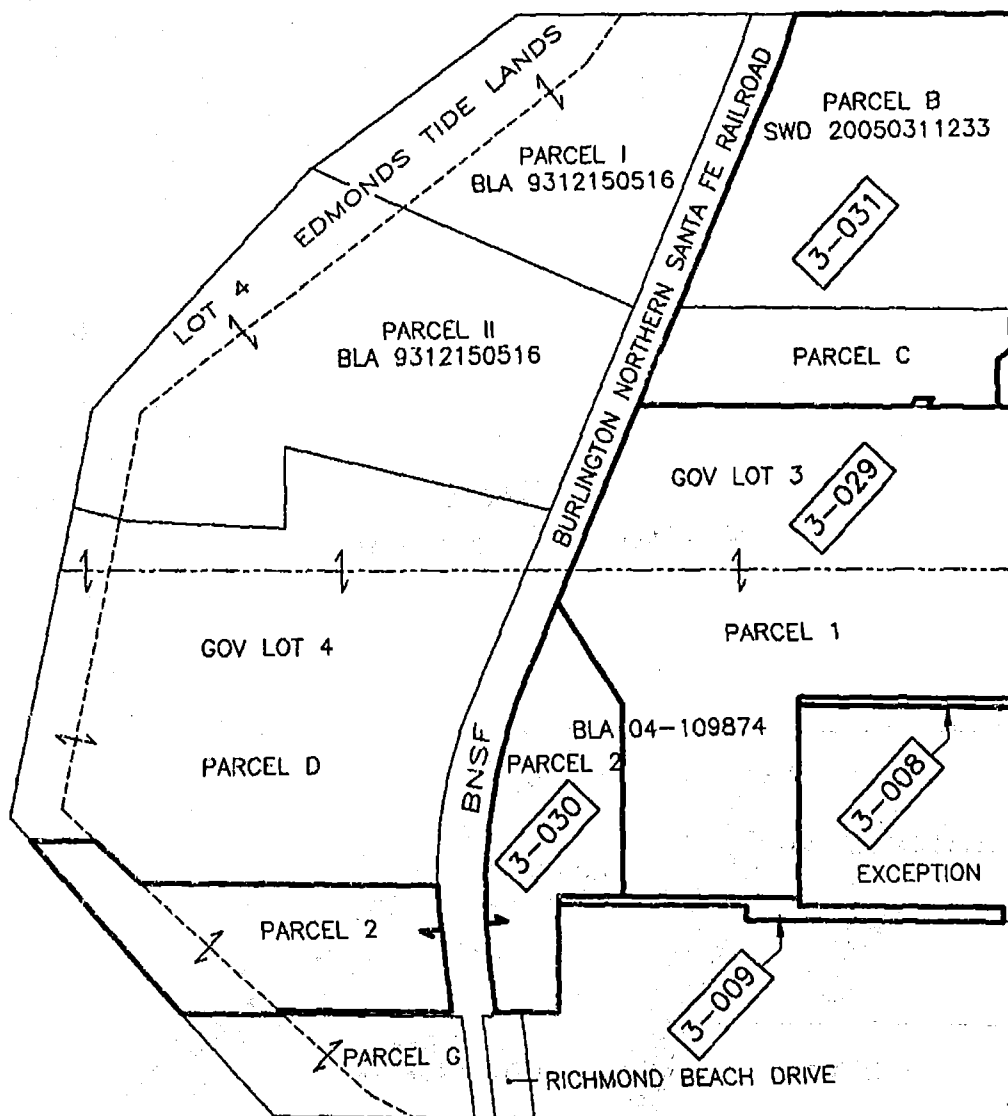 EDMONDS TIDE LANDS
LOT 4
PARCEL I
BLA 9312150516
BURLINGTON NORTHERN SANTA FE RAILROAD
PARCEL B
SWD 20050311233
3-031
PARCEL II
BLA 9312150516
PARCEL C
GOV LOT 3
3-029
GOV LOT 4
PARCEL 1
BLA 04-109874
PARCEL D
BNSF
PARCEL 2
3-030
3-008
EXCEPTION
PARCEL 2
3-009
PARCEL G
RICHMOND BEACH DRIVE